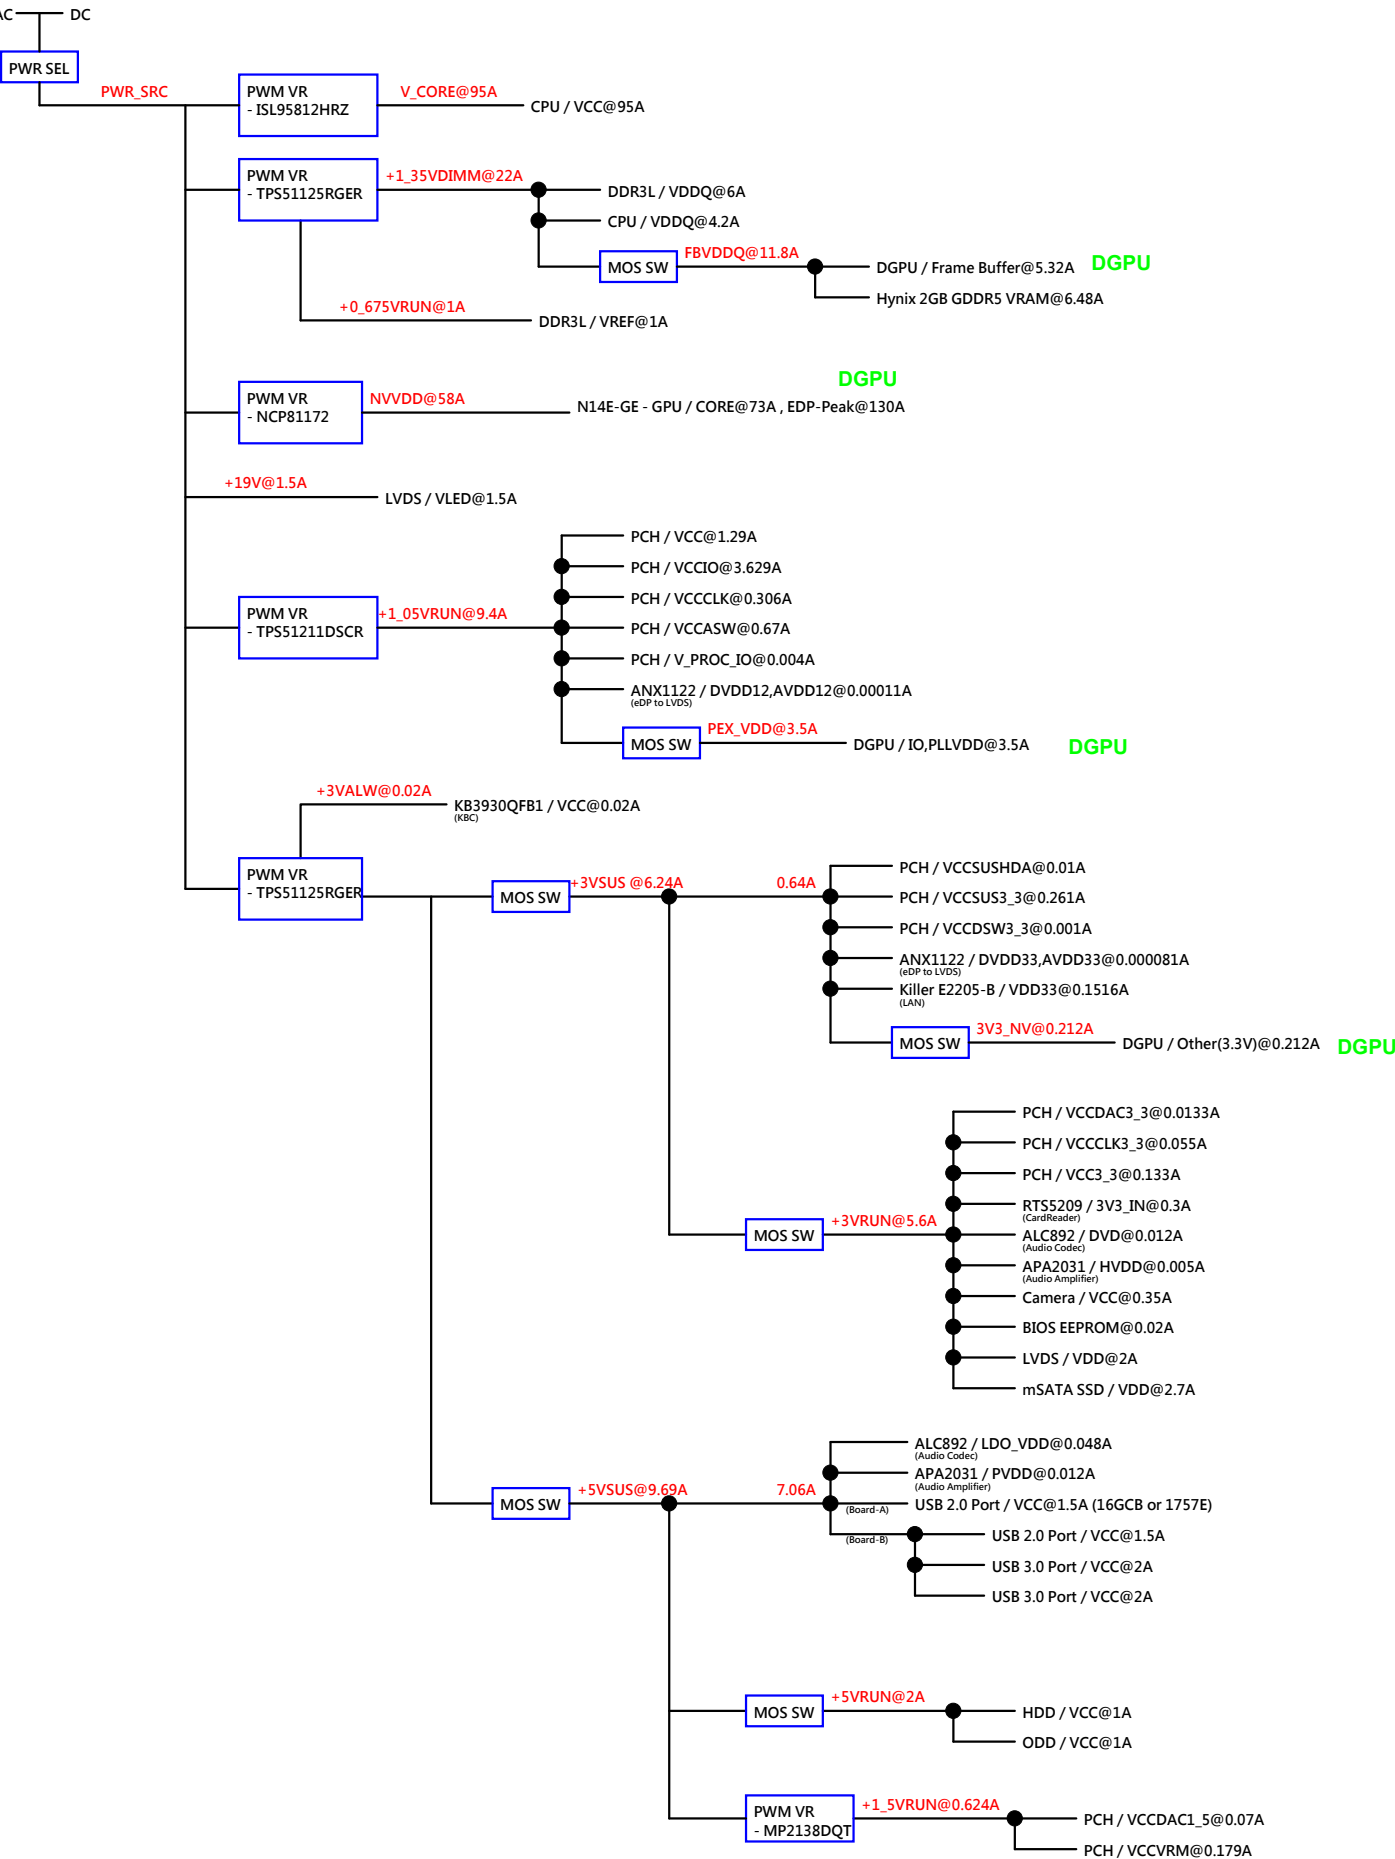 AC DC
PWR SEL
PWR_SRC
PWM VR
- ISL95812HRZ
V_CORE@95A
CPU / VCC@95A
PWM VR
- TPS51125RGER
+1_35VDIMM@22A
DDR3L / VDDQ@6A
CPU / VDDQ@4.2A
MOS SW
FBVDDQ@11.8A
DGPU / Frame Buffer@5.32A
DGPU
Hynix 2GB GDDR5 VRAM@6.48A
+0_675VRUN@1A
DDR3L / VREF@1A
DGPU
PWM VR
- NCP81172
NVVDD@58A
N14E-GE - GPU / CORE@73A , EDP-Peak@130A
+19V@1.5A
LVDS / VLED@1.5A
PCH / VCC@1.29A
PCH / VCCIO@3.629A
PCH / VCCCLK@0.306A
PWM VR
- TPS51211DSCR
+1_05VRUN@9.4A
PCH / VCCASW@0.67A
PCH / V_PROC_IO@0.004A
ANX1122 / DVDD12,AVDD12@0.00011A
(eDP to LVDS)
MOS SW
PEX_VDD@3.5A
DGPU / IO,PLLVDD@3.5A
DGPU
+3VALW@0.02A
KB3930QFB1 / VCC@0.02A
(KBC)
PWM VR
- TPS51125RGER
MOS SW
+3VSUS @6.24A
0.64A
PCH / VCCSUSHDA@0.01A
PCH / VCCSUS3_3@0.261A
PCH / VCCDSW3_3@0.001A
ANX1122 / DVDD33,AVDD33@0.000081A
(eDP to LVDS)
Killer E2205-B / VDD33@0.1516A
(LAN)
MOS SW
3V3_NV@0.212A
DGPU / Other(3.3V)@0.212A
DGPU
PCH / VCCDAC3_3@0.0133A
PCH / VCCCLK3_3@0.055A
PCH / VCC3_3@0.133A
RTS5209 / 3V3_IN@0.3A
(CardReader)
MOS SW
+3VRUN@5.6A
ALC892 / DVD@0.012A
(Audio Codec)
APA2031 / HVDD@0.005A
(Audio Amplifier)
Camera / VCC@0.35A
BIOS EEPROM@0.02A
LVDS / VDD@2A
mSATA SSD / VDD@2.7A
ALC892 / LDO_VDD@0.048A
(Audio Codec)
APA2031 / PVDD@0.012A
(Audio Amplifier)
MOS SW
+5VSUS@9.69A
7.06A
(Board-A)
USB 2.0 Port / VCC@1.5A (16GCB or 1757E)
(Board-B)
USB 2.0 Port / VCC@1.5A
USB 3.0 Port / VCC@2A
USB 3.0 Port / VCC@2A
MOS SW
+5VRUN@2A
HDD / VCC@1A
ODD / VCC@1A
PWM VR
- MP2138DQT
+1_5VRUN@0.624A
PCH / VCCDAC1_5@0.07A
PCH / VCCVRM@0.179A